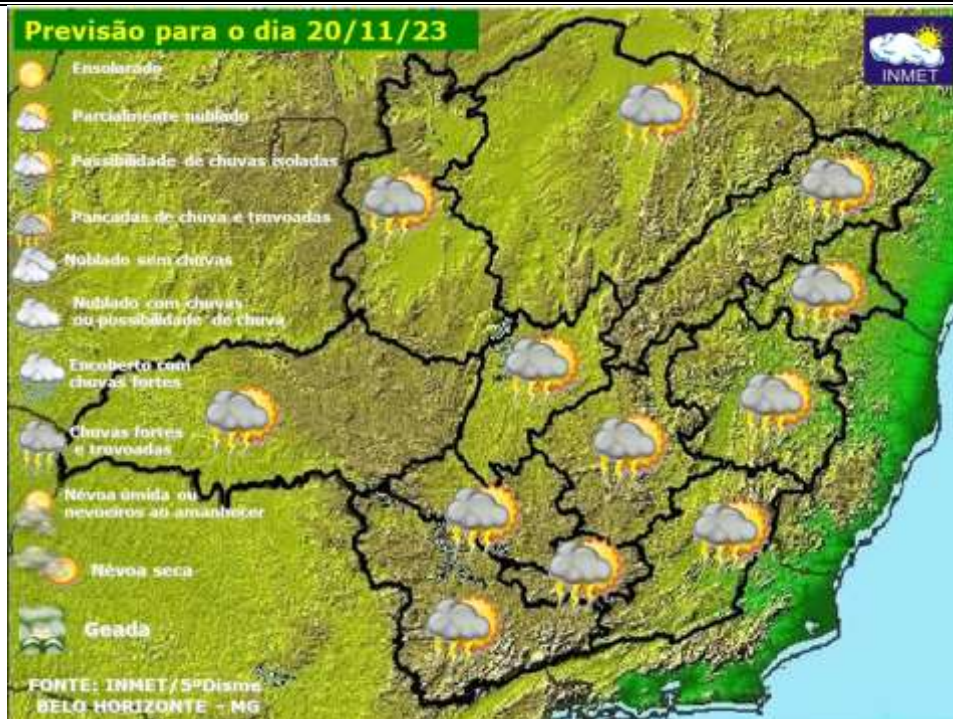 Previsão para o dia 20/11/23
INMET
Ensolarado
Parcialmente nublado
Possibilidade de chuvas isoladas
Pancadas de chuva e trovoadas
Nublado sem chuvas
Nublado com chuvas
ou possibilidade de chuva
Encoberto com
chuvas fortes
Chuvas fortes
e trovoadas
Névoa úmida ou
nevoeiros ao amanhecer
Névoa seca
Geada
FONTE: INMET/5ºDisme
BELO HORIZONTE - MG